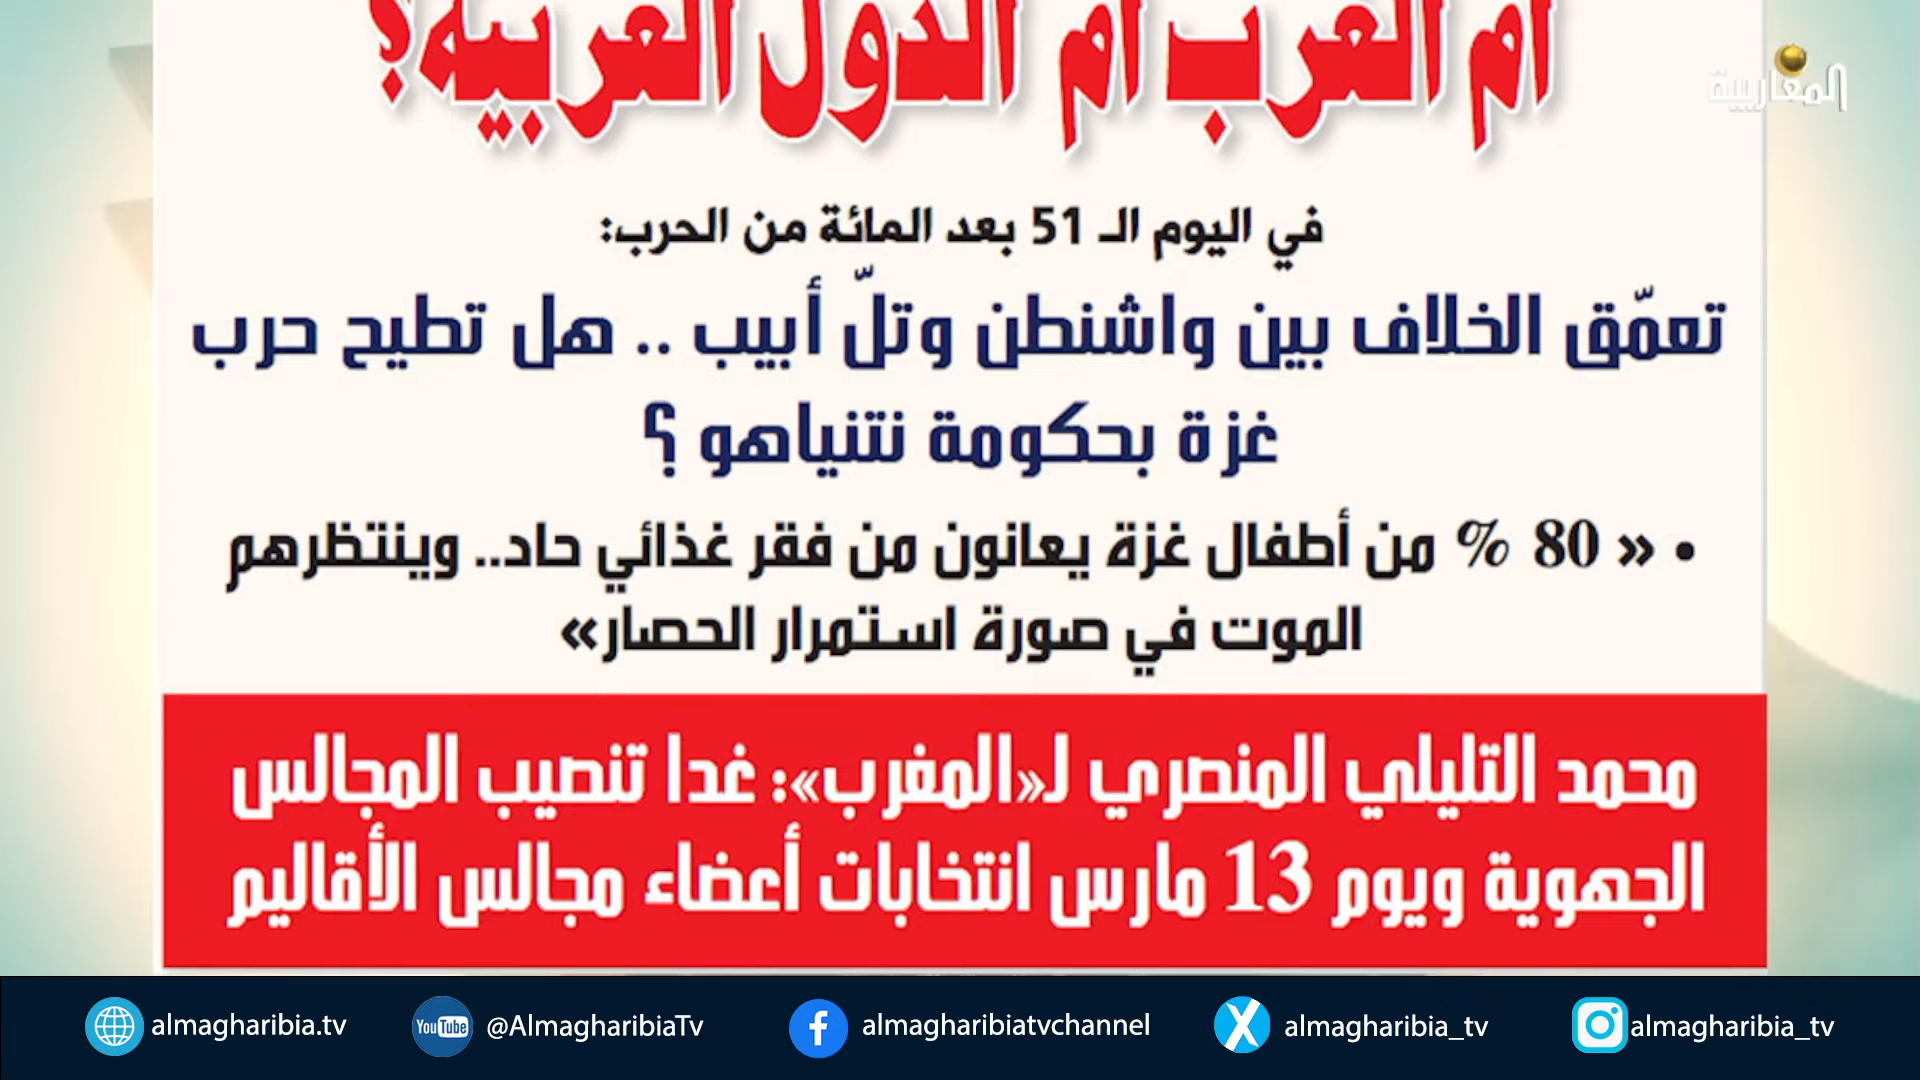 أم العرب أم الدول العربية؟
المغاربية
في اليوم الـ 51 بعد المائة من الحرب:
تعمّق الخلاف بين واشنطن وتلّ أبيب .. هل تطيح حرب
غزة بحكومة نتنياهو ؟
• « 80 % من أطفال غزة يعانون من فقر غذائي حاد.. وينتظرهم
الموت في صورة استمرار الحصار»
محمد التليلي المنصري لـ«المغرب»: غدا تنصيب المجالس
الجهوية ويوم 13 مارس انتخابات أعضاء مجالس الأقاليم
almagharibia.tv YouTube @AlmagharibiaTv almagharibiatvchannel almagharibia_tv almagharibia_tv